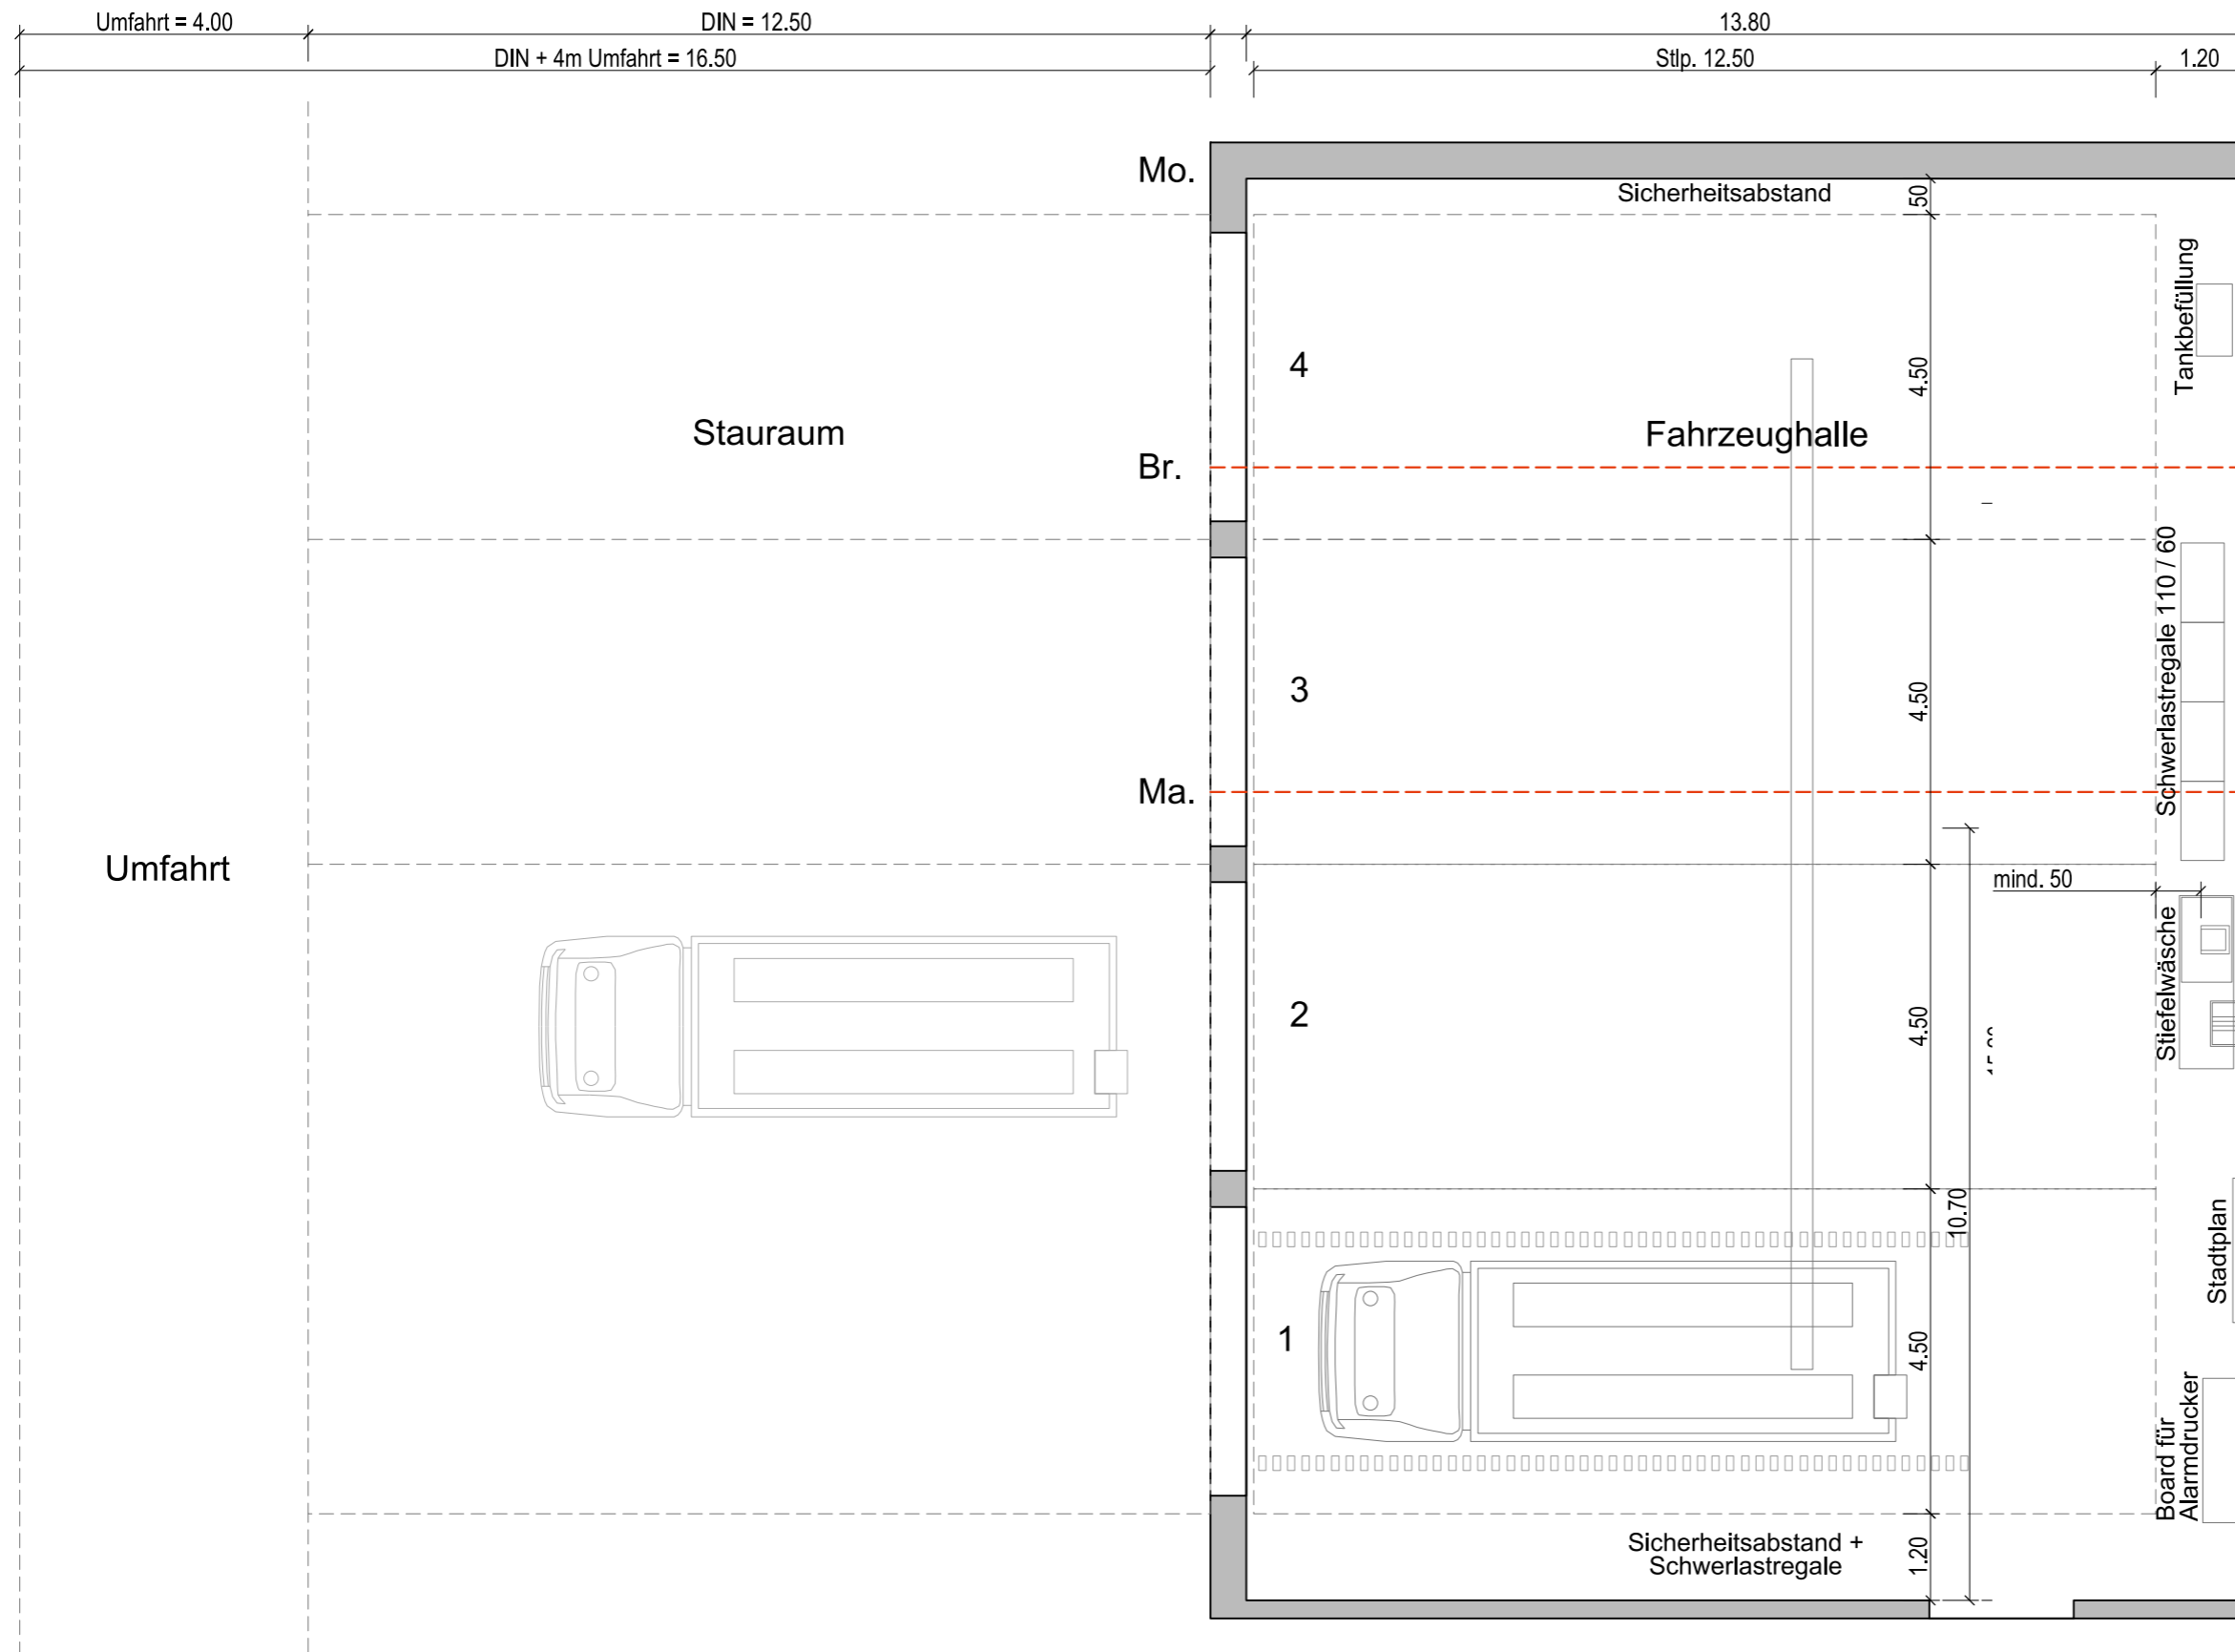 Umfahrt = 4.00
DIN = 12.50
13.80
DIN + 4m Umfahrt = 16.50
Stlp. 12.50
1.20
Mo.
Sicherheitsabstand
50
Tankbefüllung
4
4.50
Stauraum
Fahrzeughalle
Br.
Schwerlastregale 110 / 60
3
4.50
Ma.
Umfahrt
mind. 50
Stiefelwäsche
2
4.50
10.70
Stadtplan
1
4.50
Board für
Alarmdrucker
Sicherheitsabstand +
Schwerlastregale
1.20